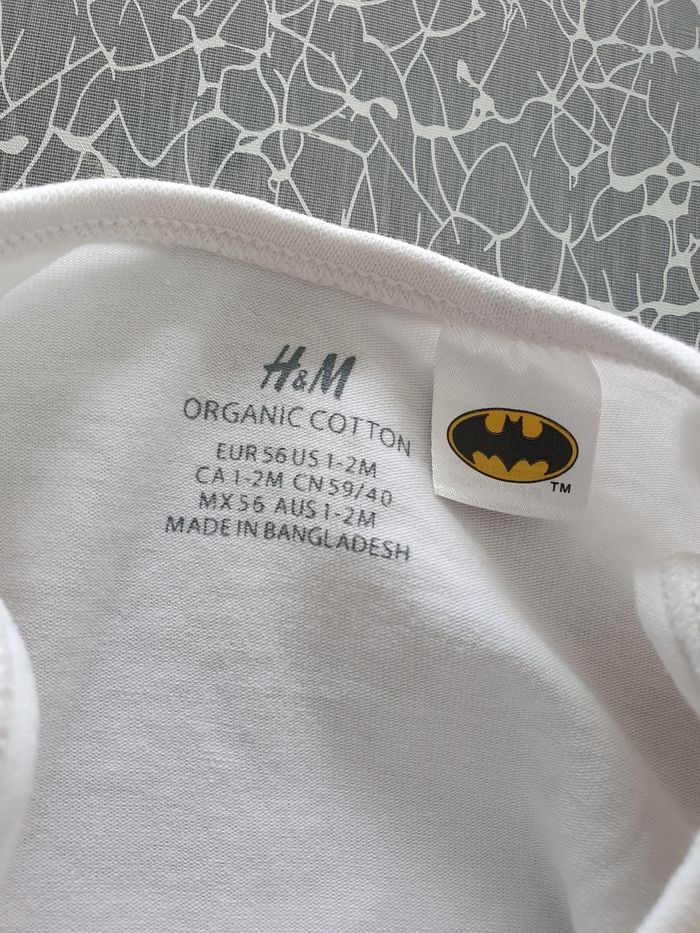 H&M
ORGANIC COTTON
EUR 56 US 1-2M
CA 1-2M CN 59/40
MX 56 AUS 1-2M
MADE IN BANGLADESH
TM